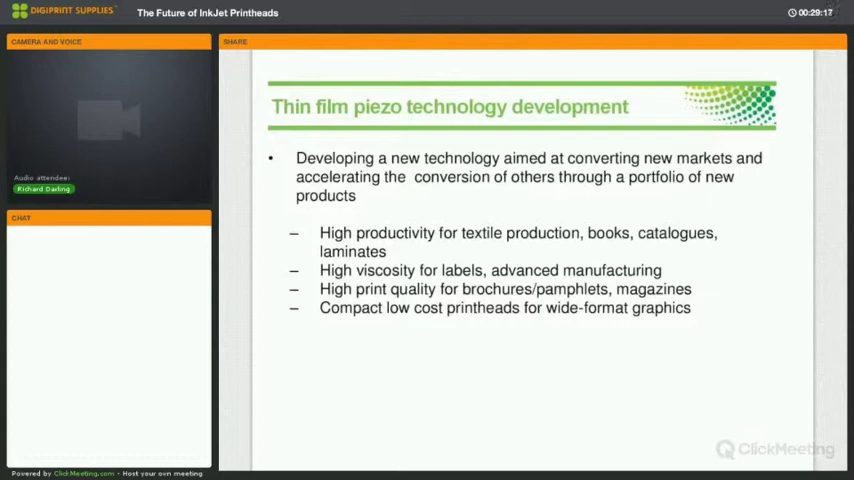 DIGIPRINT SUPPLIES
The Future of InkJet Printheads
00:29:17
CAMERA AND VOICE
SHARE
Audio attendee:
Richard Darling
CHAT
Thin film piezo technology development
• Developing a new technology aimed at converting new markets and
accelerating the conversion of others through a portfolio of new
products
– High productivity for textile production, books, catalogues,
laminates
– High viscosity for labels, advanced manufacturing
– High print quality for brochures/pamphlets, magazines
– Compact low cost printheads for wide-format graphics
ClickMeeting
Powered by ClickMeeting.com - Host your own meeting